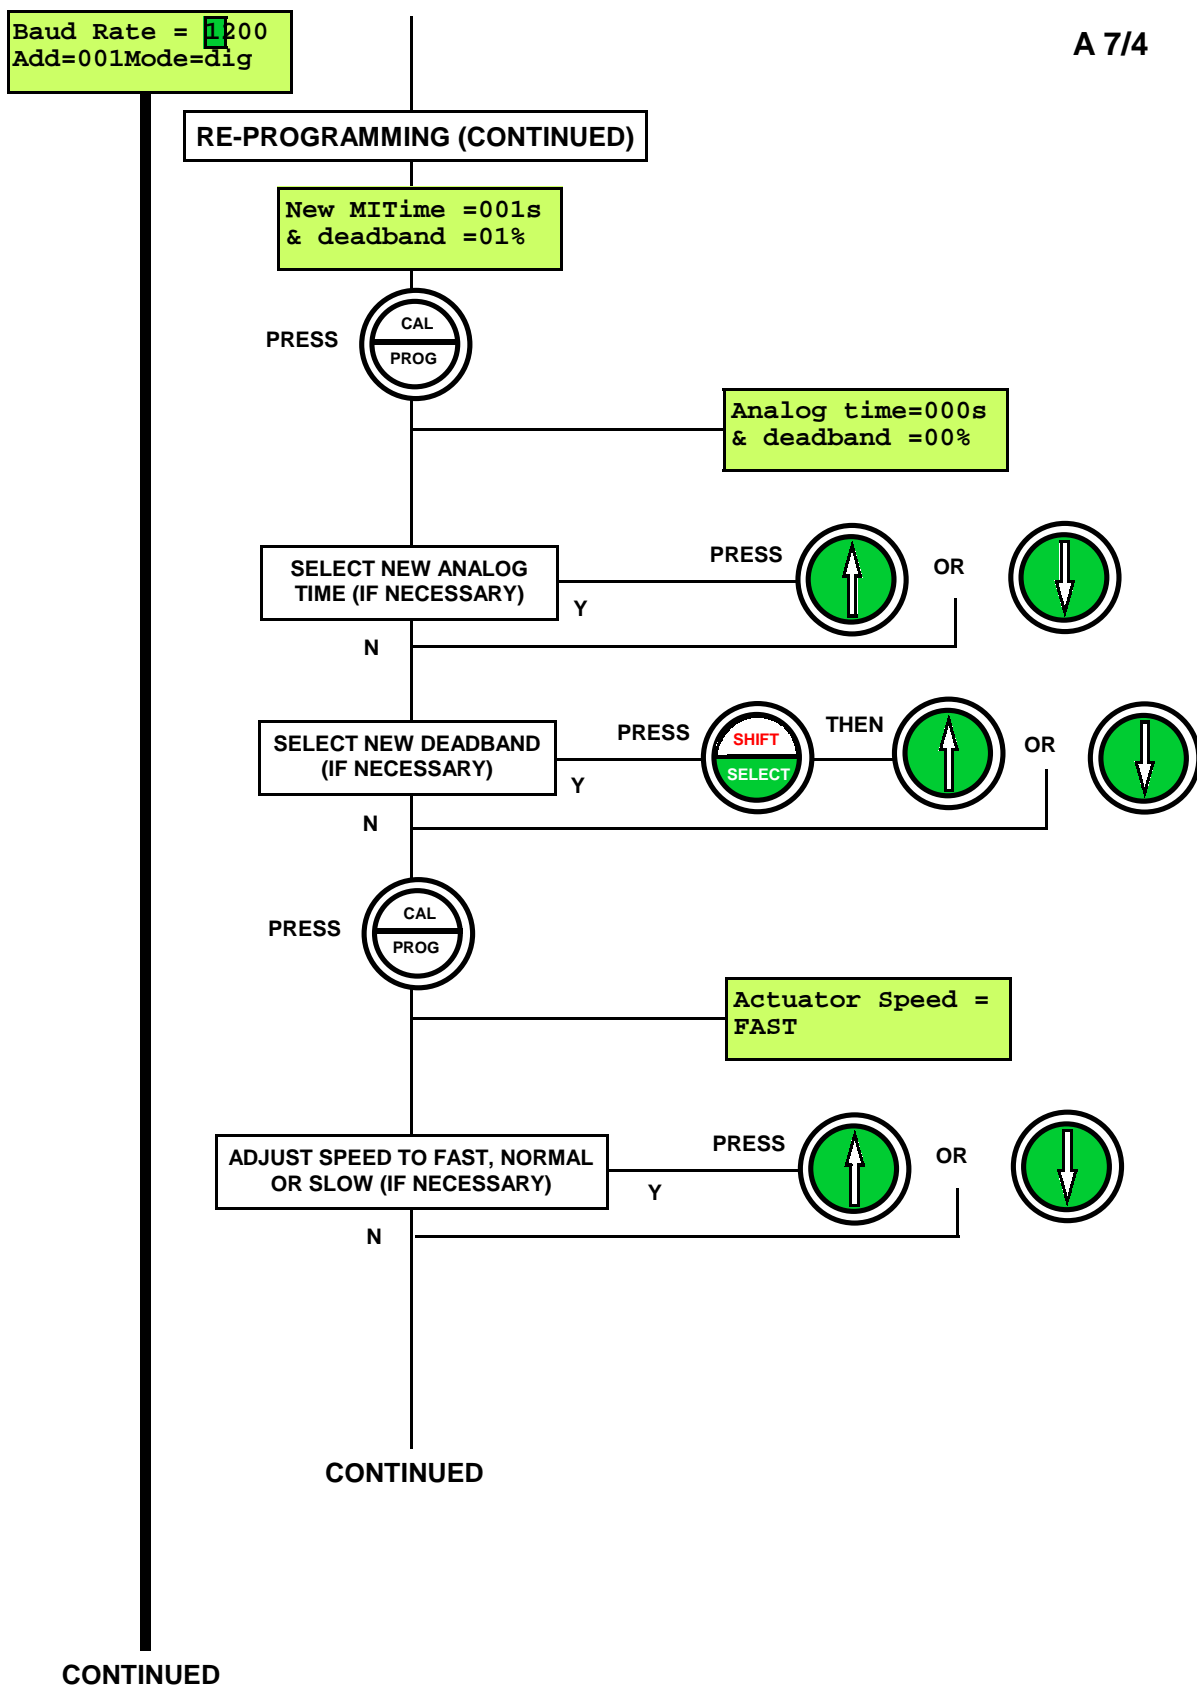 Baud Rate = 1200
Add=001Mode=dig
A 7/4
RE-PROGRAMMING (CONTINUED)
New MITime =001s
& deadband =01%
PRESS
CAL
PROG
Analog time=000s
& deadband =00%
SELECT NEW ANALOG
TIME (IF NECESSARY)
Y
PRESS
OR
N
SELECT NEW DEADBAND
(IF NECESSARY)
Y
PRESS
SHIFT
SELECT
THEN
OR
N
PRESS
CAL
PROG
Actuator Speed =
FAST
ADJUST SPEED TO FAST, NORMAL
OR SLOW (IF NECESSARY)
Y
PRESS
OR
N
CONTINUED
CONTINUED